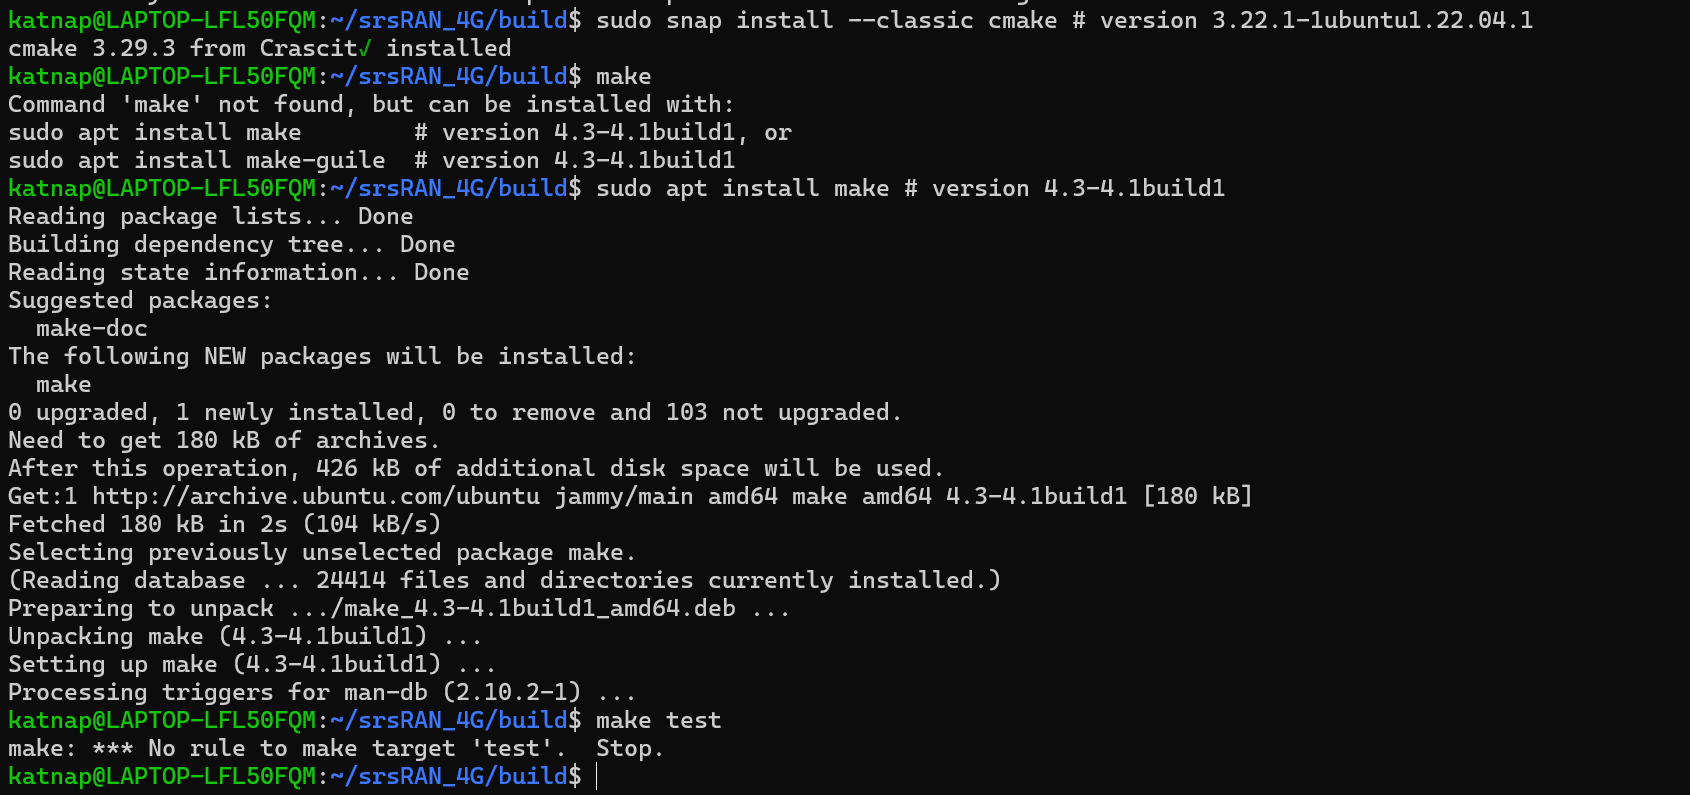 katnap@LAPTOP-LFL50FQM:~/srsRAN_4G/build$ sudo snap install --classic cmake # version 3.22.1-1ubuntu1.22.04.1
cmake 3.29.3 from Crascit✓ installed
katnap@LAPTOP-LFL50FQM:~/srsRAN_4G/build$ make
Command 'make' not found, but can be installed with:
sudo apt install make        # version 4.3-4.1build1, or
sudo apt install make-guile  # version 4.3-4.1build1
katnap@LAPTOP-LFL50FQM:~/srsRAN_4G/build$ sudo apt install make # version 4.3-4.1build1
Reading package lists... Done
Building dependency tree... Done
Reading state information... Done
Suggested packages:
  make-doc
The following NEW packages will be installed:
  make
0 upgraded, 1 newly installed, 0 to remove and 103 not upgraded.
Need to get 180 kB of archives.
After this operation, 426 kB of additional disk space will be used.
Get:1 http://archive.ubuntu.com/ubuntu jammy/main amd64 make amd64 4.3-4.1build1 [180 kB]
Fetched 180 kB in 2s (104 kB/s)
Selecting previously unselected package make.
(Reading database ... 24414 files and directories currently installed.)
Preparing to unpack .../make_4.3-4.1build1_amd64.deb ...
Unpacking make (4.3-4.1build1) ...
Setting up make (4.3-4.1build1) ...
Processing triggers for man-db (2.10.2-1) ...
katnap@LAPTOP-LFL50FQM:~/srsRAN_4G/build$ make test
make: *** No rule to make target 'test'.  Stop.
katnap@LAPTOP-LFL50FQM:~/srsRAN_4G/build$